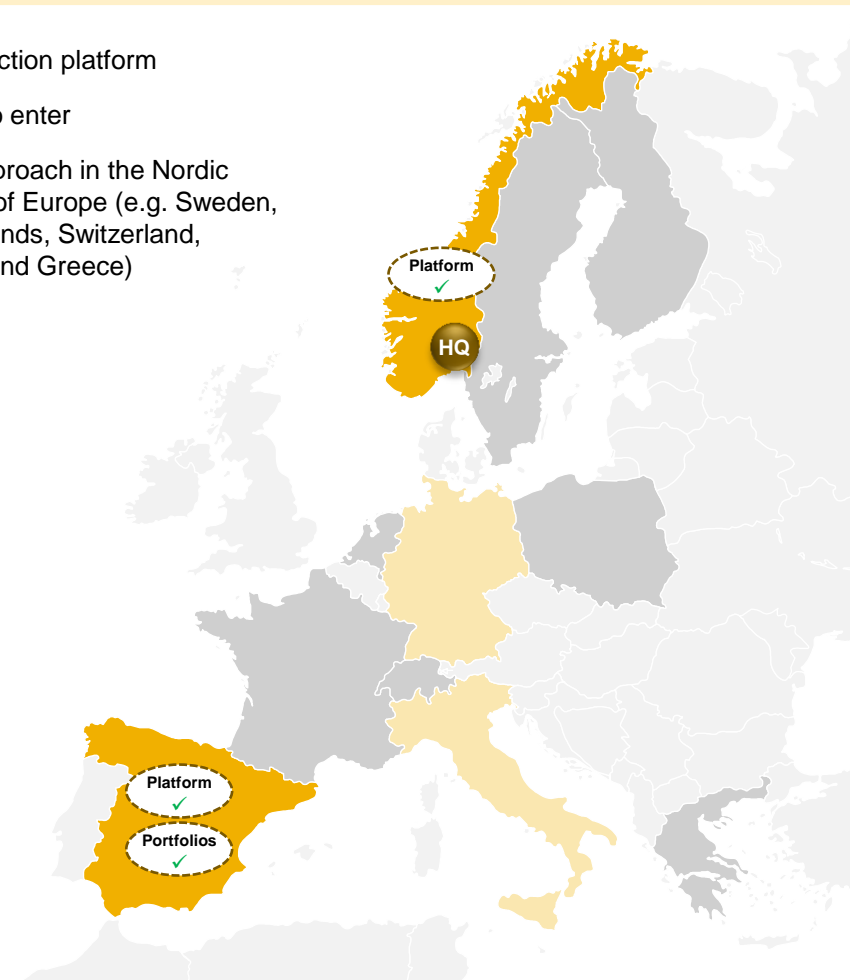 ction platform
enter
proach in the Nordic
of Europe (e.g. Sweden,
nds, Switzerland,
nd Greece)
Platform
✓
HQ
Platform
✓
Portfolios
✓